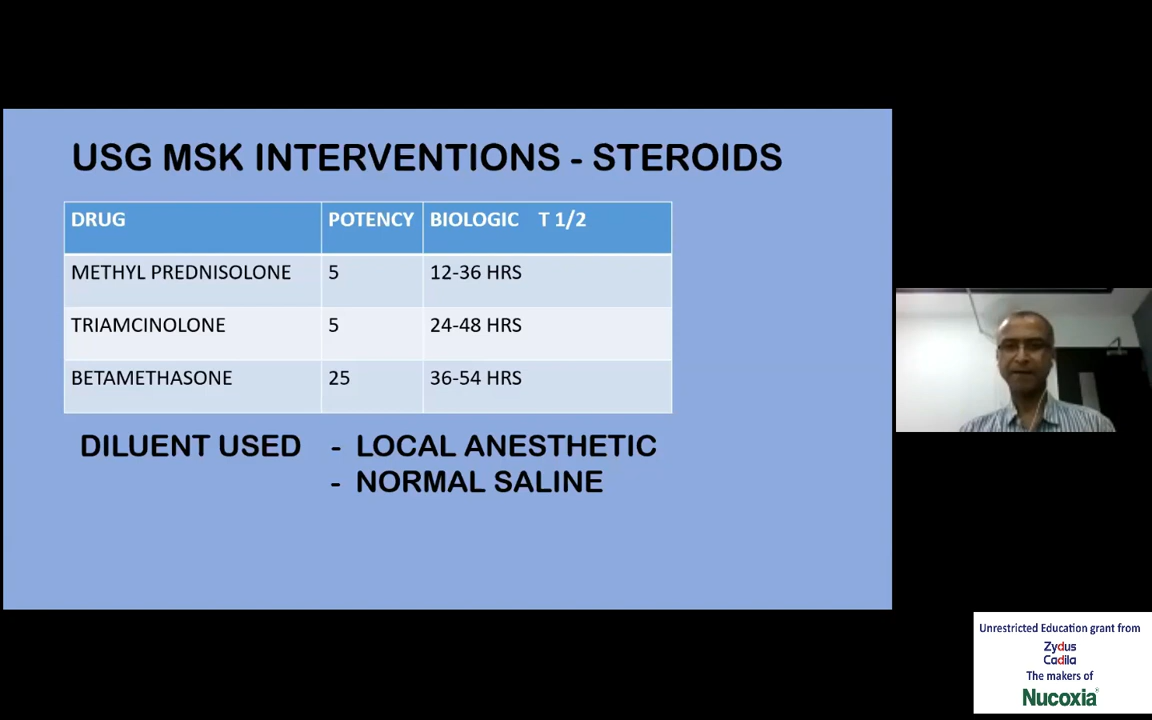 USG MSK INTERVENTIONS - STEROIDS
DRUG POTENCY BIOLOGIC T 1/2
METHYL PREDNISOLONE 5 12-36 HRS
TRIAMCINOLONE 5 24-48 HRS
BETAMETHASONE 25 36-54 HRS
DILUENT USED - LOCAL ANESTHETIC
- NORMAL SALINE
Unrestricted Education grant from
Zydus
Cadila
The makers of
Nucoxia